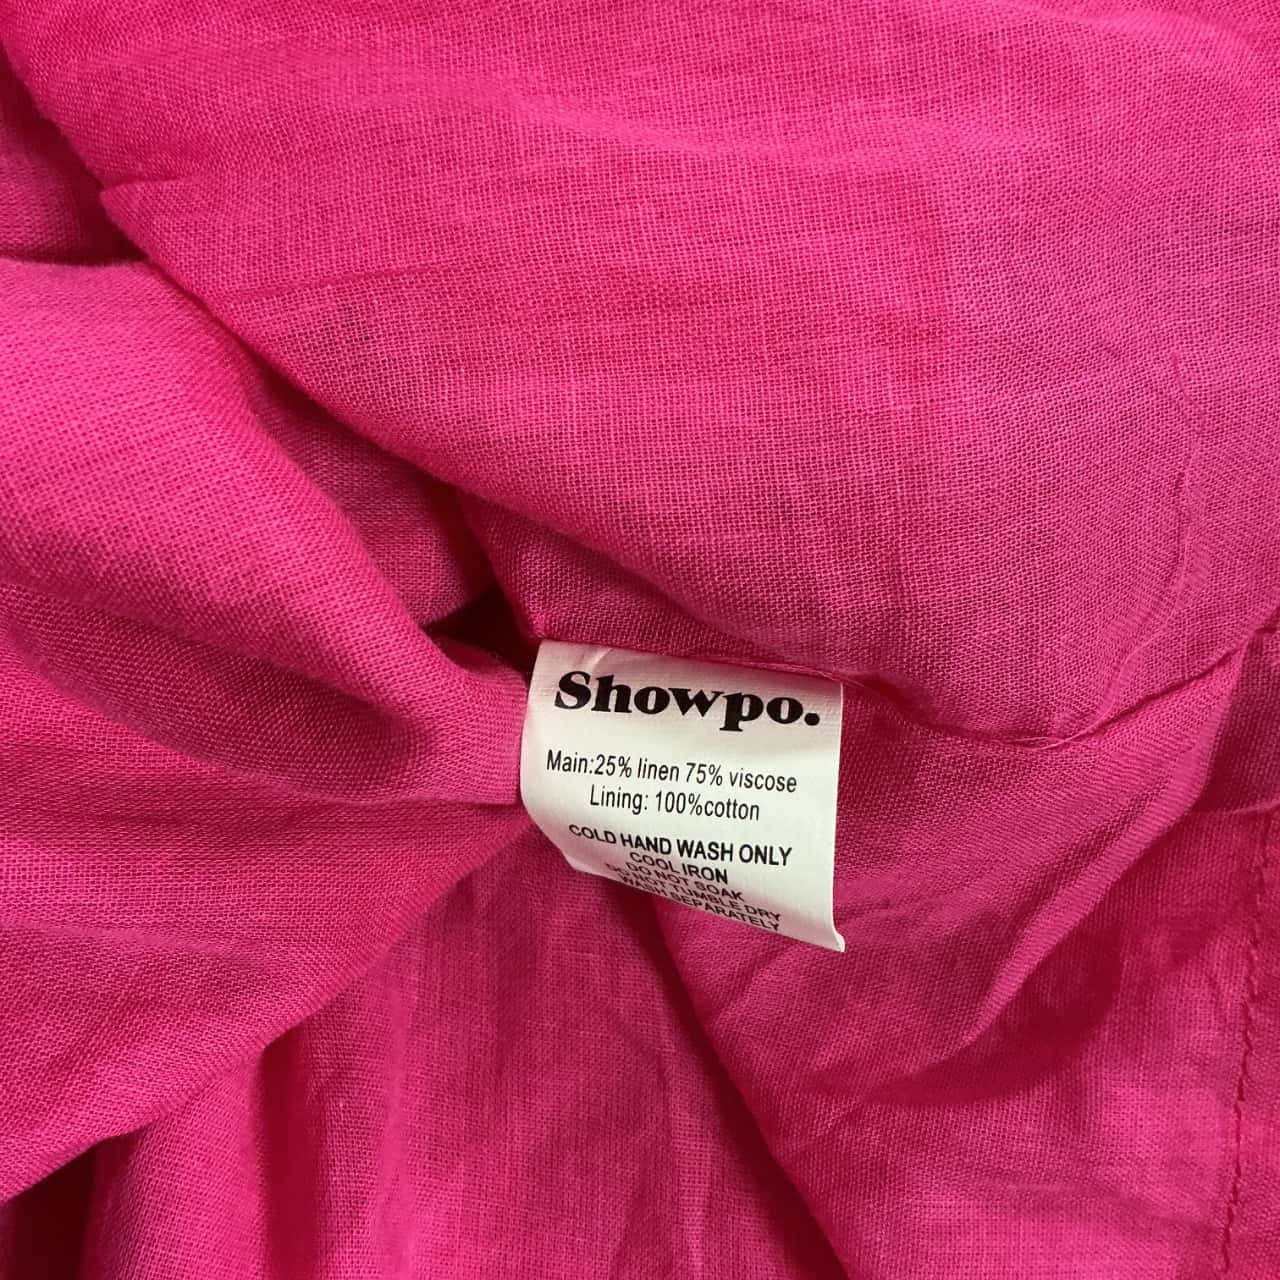 Showpo.
Main:25% linen 75% viscose
Lining: 100%cotton
COLD HAND WASH ONLY
COOL IRON
DO NOT SOAK
DO NOT TUMBLE DRY
WASH SEPARATELY